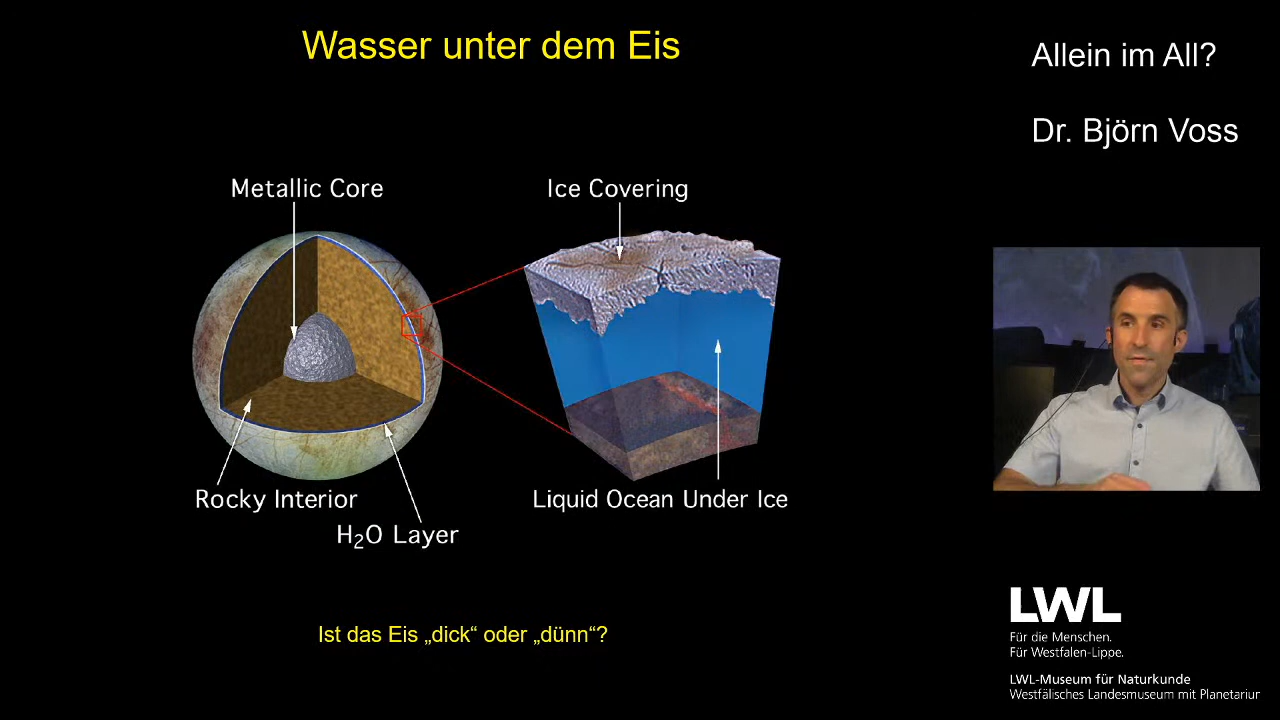 Wasser unter dem Eis
Allein im All?
Dr. Björn Voss
Metallic Core
Ice Covering
Rocky Interior
H₂O Layer
Liquid Ocean Under Ice
Ist das Eis „dick“ oder „dünn“?
LWL
Für die Menschen.
Für Westfalen-Lippe.
LWL-Museum für Naturkunde
Westfälisches Landesmuseum mit Planetariur